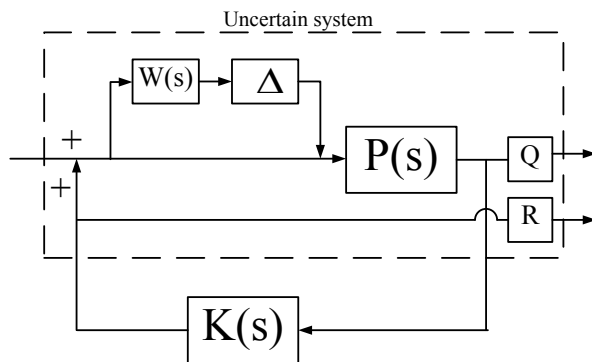 Uncertain system
W(s)
Δ
+
P(s)
Q
+
R
K(s)